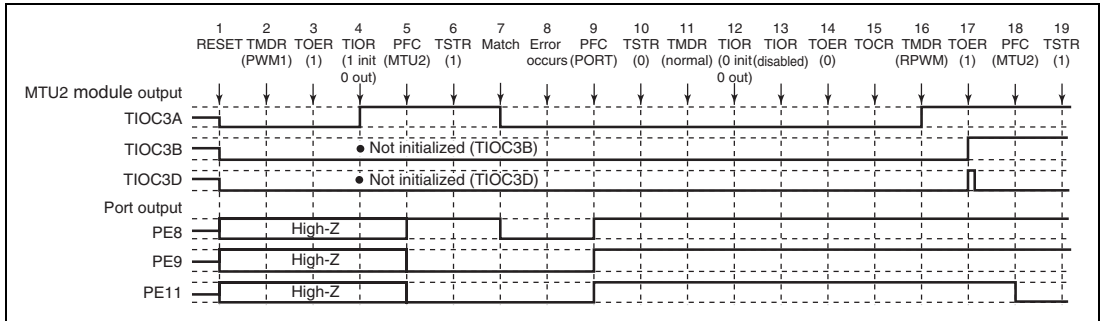 1 2 3 4 5 6 7 8 9 10 11 12 13 14 15 16 17 18 19
RESET TMDR TOER TIOR PFC TSTR Match Error PFC TSTR TMDR TIOR TIOR TOER TOCR TMDR TOER PFC TSTR
(PWM1) (1) (1 init (MTU2) (1) occurs (PORT) (0) (normal) (0 init (disabled) (0) (RPWM) (1) (MTU2) (1)
0 out) 0 out)
MTU2 module output
TIOC3A
TIOC3B • Not initialized (TIOC3B)
TIOC3D • Not initialized (TIOC3D)
Port output
PE8 High-Z
PE9 High-Z
PE11 High-Z